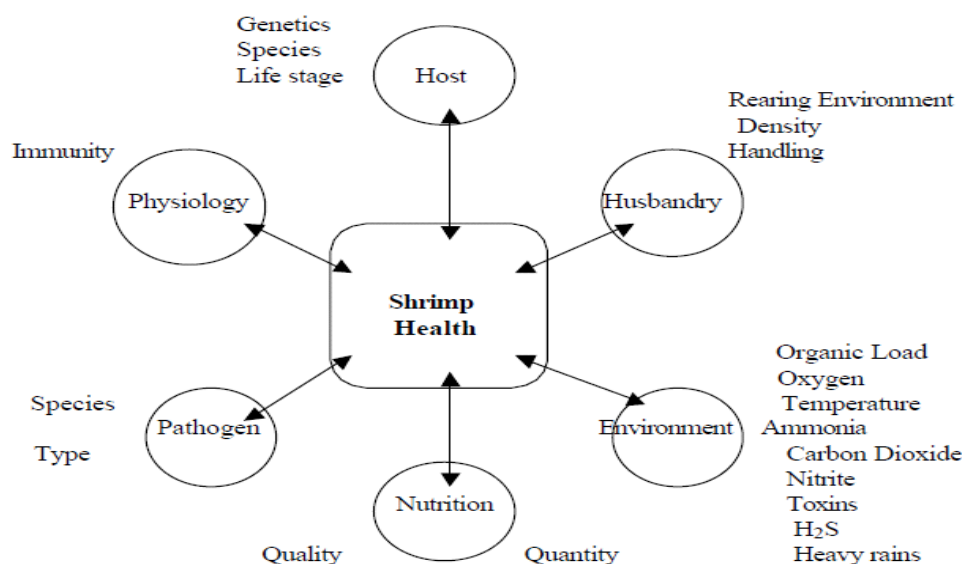 Genetics
Species
Life stage
Host
Rearing Environment
Density
Handling
Immunity
Physiology
Husbandry
Shrimp
Health
Organic Load
Oxygen
Temperature
Species
Type
Pathogen
Environment
Ammonia
Carbon Dioxide
Nitrite
Toxins
H₂S
Heavy rains
Nutrition
Quality
Quantity